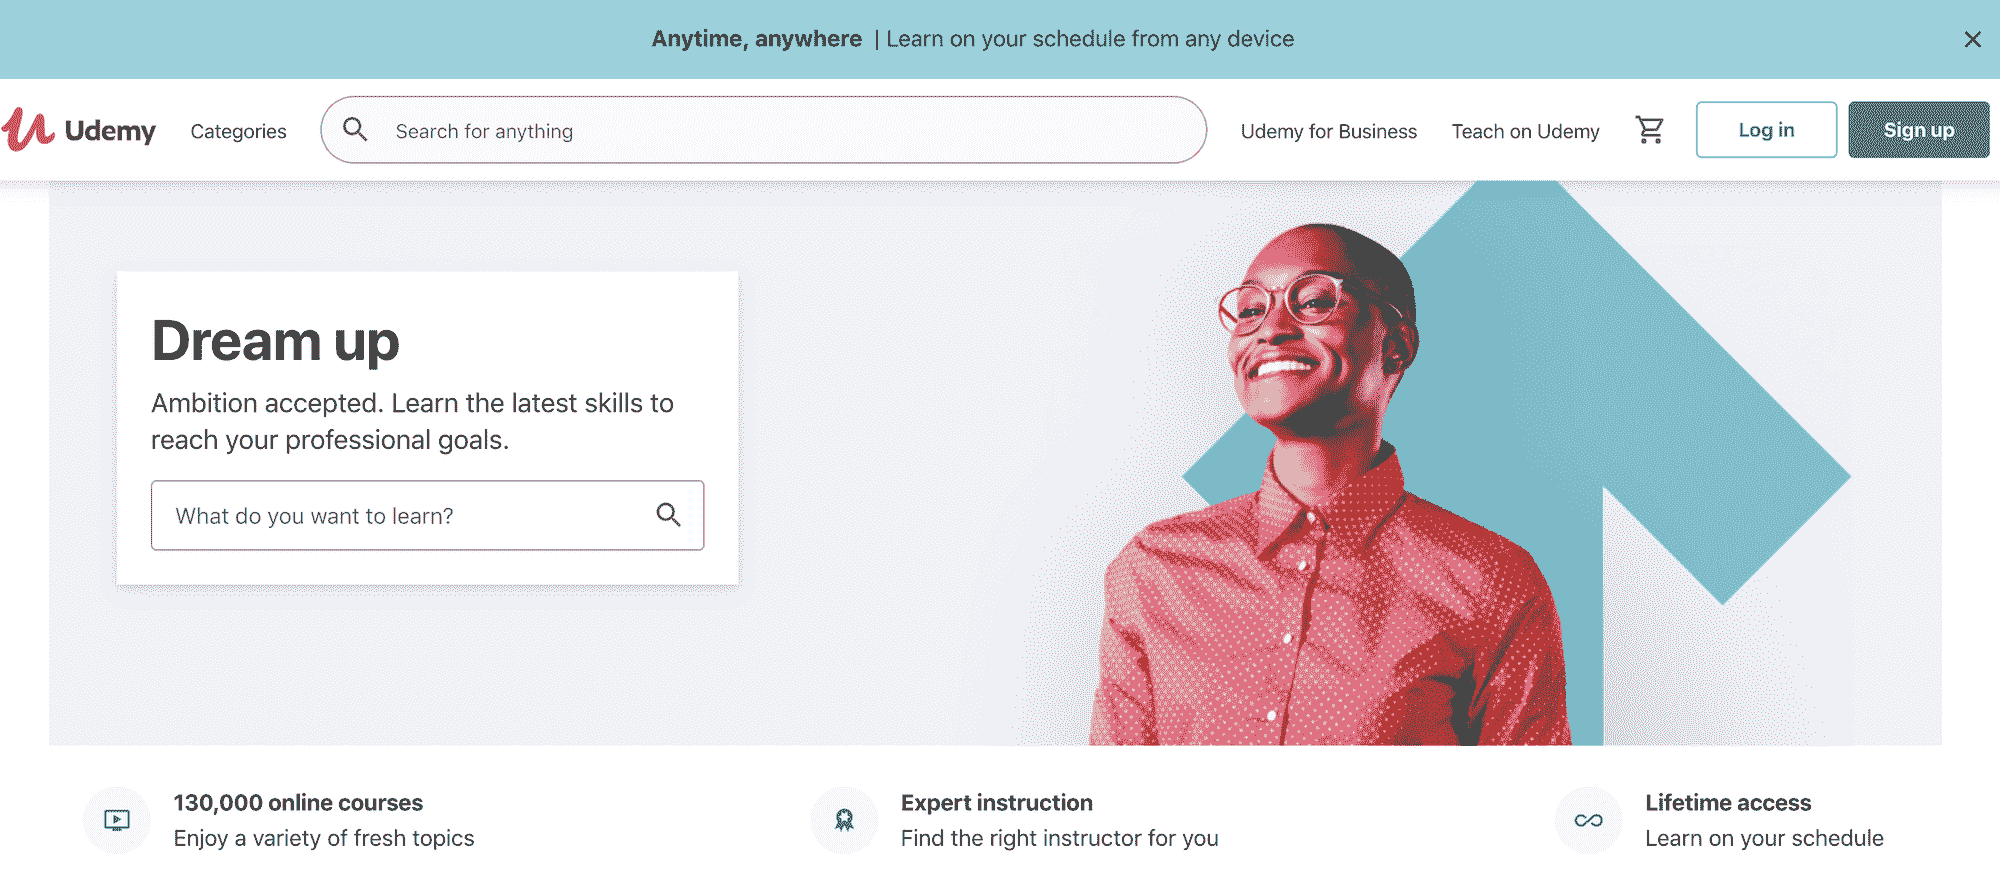 Anytime, anywhere | Learn on your schedule from any device
Udemy
Categories
Search for anything
Udemy for Business
Teach on Udemy
Log in
Sign up
Dream up
Ambition accepted. Learn the latest skills to
reach your professional goals.
What do you want to learn?
130,000 online courses
Enjoy a variety of fresh topics
Expert instruction
Find the right instructor for you
Lifetime access
Learn on your schedule